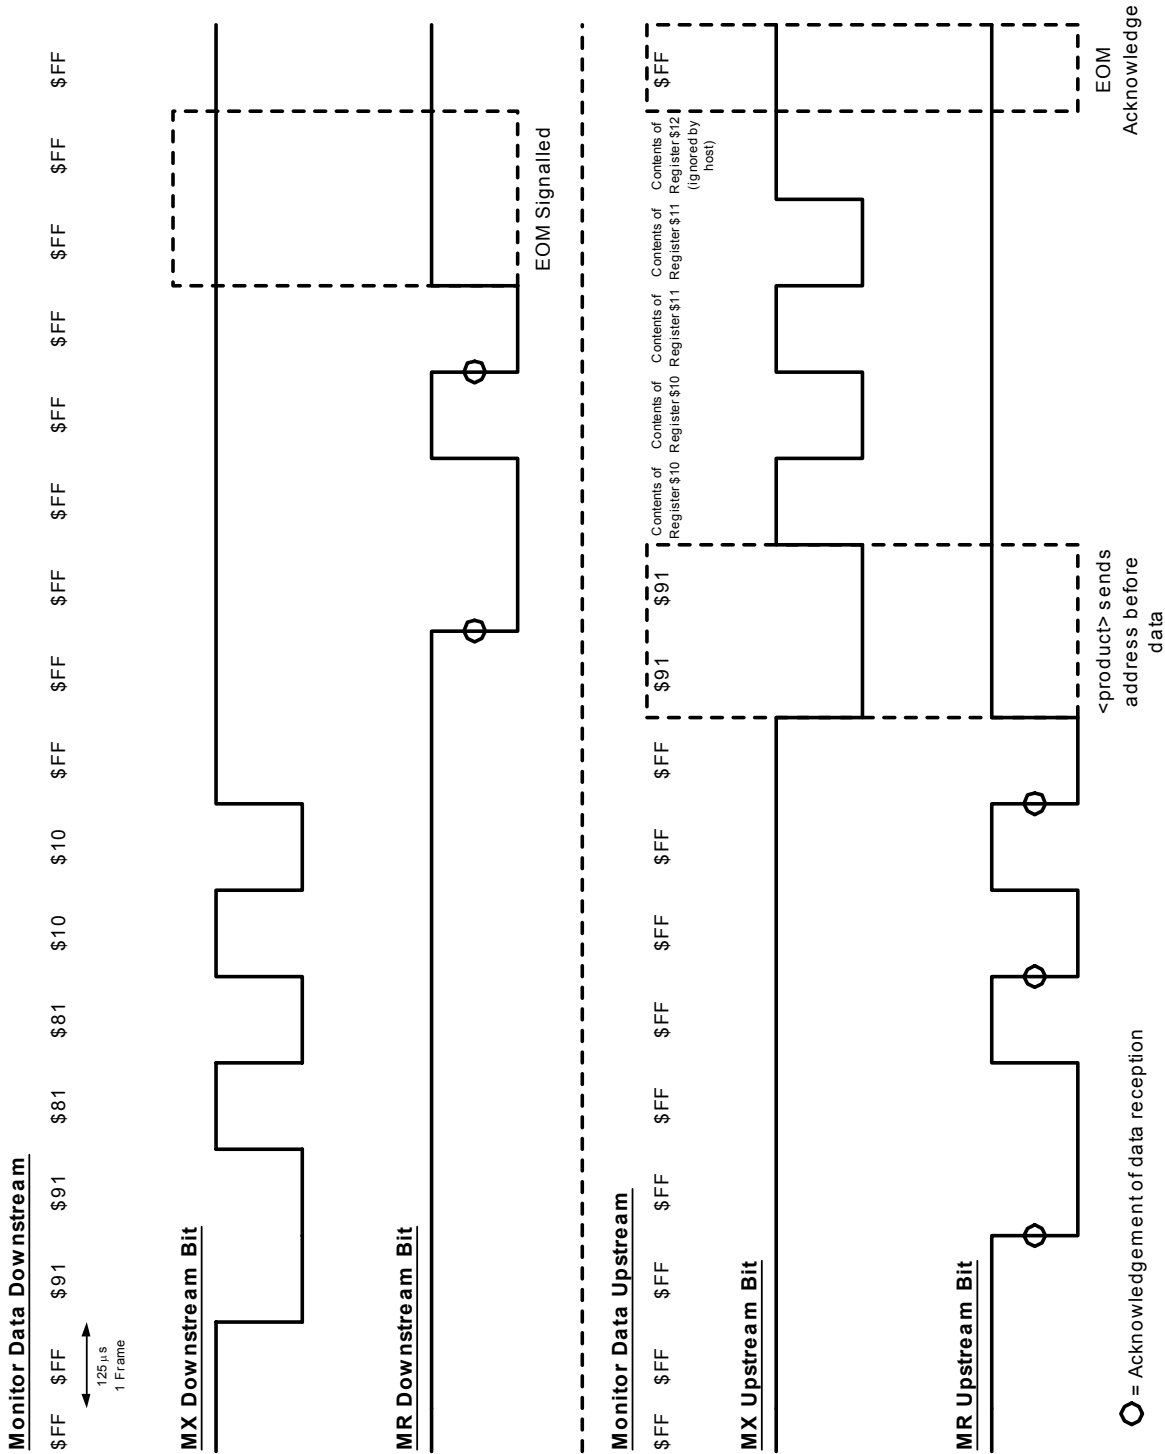 Monitor Data Downstream
$FF $FF $91 $91 $81 $81 $10 $10 $FF $FF $FF $FF $FF $FF $FF $FF $FF
125 µs
1 Frame
MX Downstream Bit
MR Downstream Bit
EOM Signalled
Monitor Data Upstream
$FF $FF $FF $FF $FF $FF $FF $FF $FF $91 $91
Contents of
Register $10
Contents of
Register $10
Contents of
Register $11
Contents of
Register $11
Contents of
Register $12
(ignored by
host)
$FF
MX Upstream Bit
MR Upstream Bit
<product> sends
address before
data
EOM
Acknowledge
= Acknowledgement of data reception